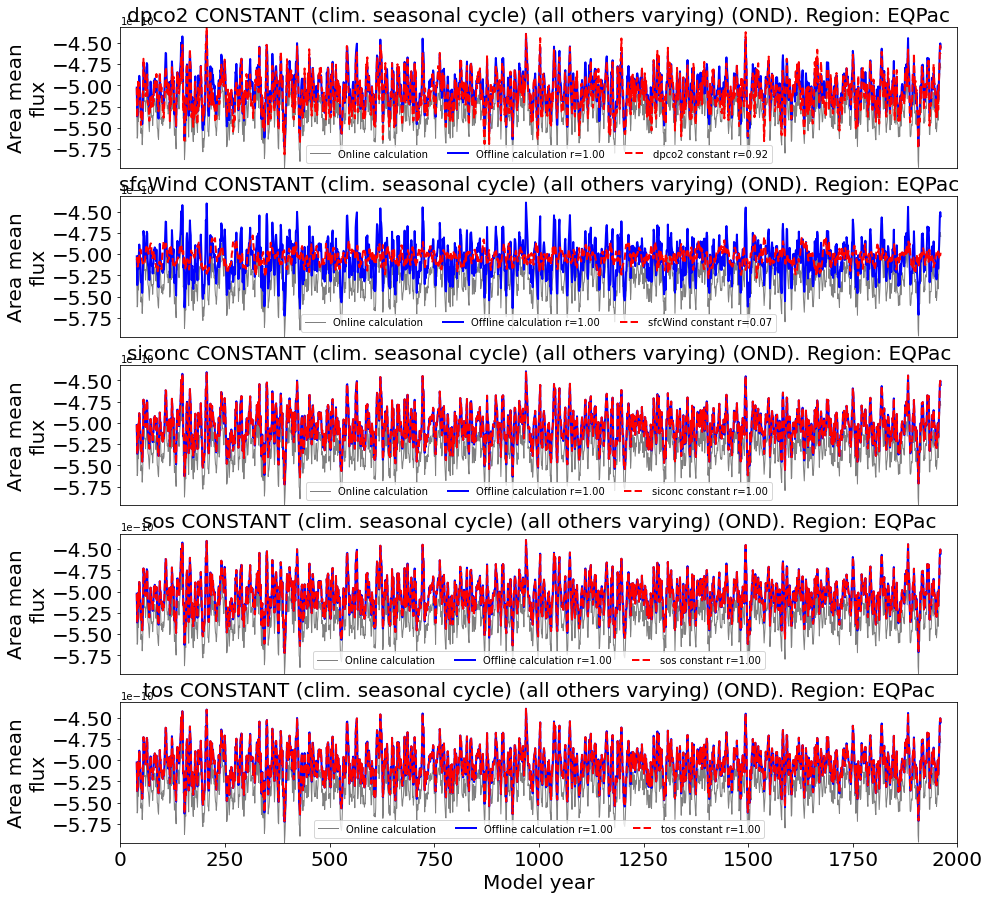 dpco2 CONSTANT (clim. seasonal cycle) (all others varying) (OND). Region: EQPac
1e−10
−4.50
−4.75
−5.00
−5.25
−5.50
−5.75
Area mean
flux
Online calculation
Offline calculation r=1.00
dpco2 constant r=0.92
sfcWind CONSTANT (clim. seasonal cycle) (all others varying) (OND). Region: EQPac
1e−10
−4.50
−4.75
−5.00
−5.25
−5.50
−5.75
Area mean
flux
Online calculation
Offline calculation r=1.00
sfcWind constant r=0.07
siconc CONSTANT (clim. seasonal cycle) (all others varying) (OND). Region: EQPac
1e−10
−4.50
−4.75
−5.00
−5.25
−5.50
−5.75
Area mean
flux
Online calculation
Offline calculation r=1.00
siconc constant r=1.00
sos CONSTANT (clim. seasonal cycle) (all others varying) (OND). Region: EQPac
1e−10
−4.50
−4.75
−5.00
−5.25
−5.50
−5.75
Area mean
flux
Online calculation
Offline calculation r=1.00
sos constant r=1.00
tos CONSTANT (clim. seasonal cycle) (all others varying) (OND). Region: EQPac
1e−10
−4.50
−4.75
−5.00
−5.25
−5.50
−5.75
Area mean
flux
Online calculation
Offline calculation r=1.00
tos constant r=1.00
0 250 500 750 1000 1250 1500 1750 2000
Model year